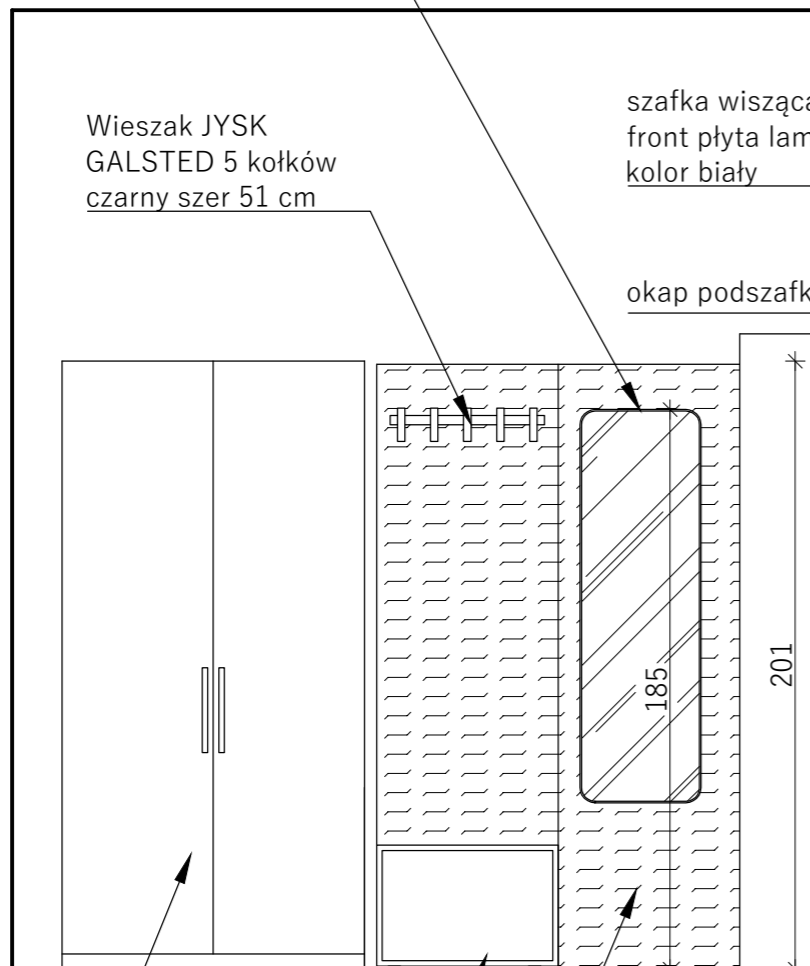 Wieszak JYSK
GALSTED 5 kołków
czarny szer 51 cm
szafka wisząca
front płyta lam
kolor biały
okap podszafk
185
201